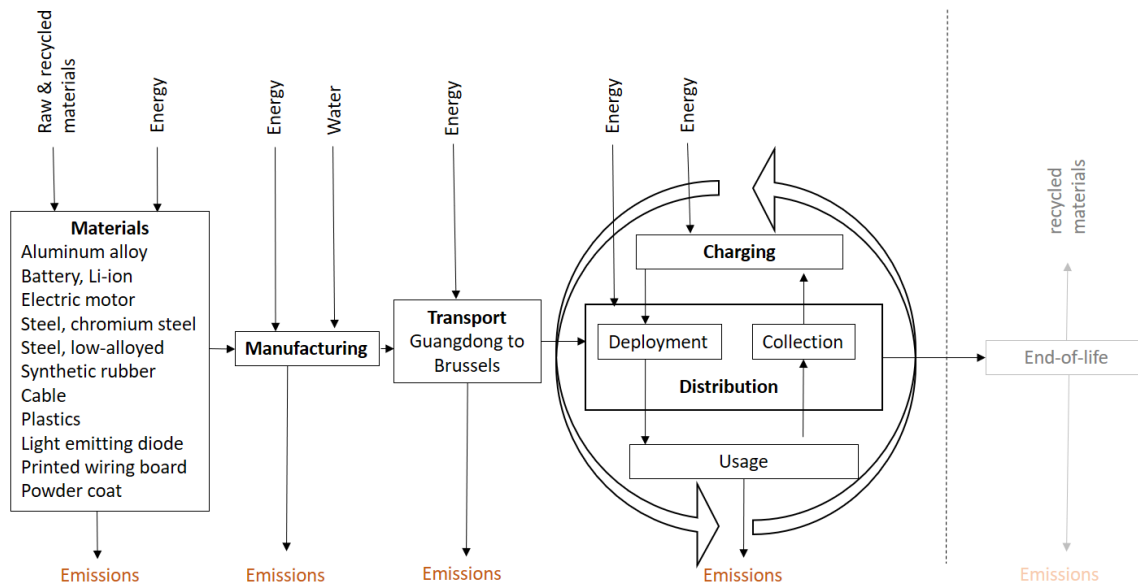 Raw & recycled
materials
Energy
Energy
Water
Energy
Energy
Energy
recycled
materials
Materials
Aluminum alloy
Battery, Li-ion
Electric motor
Steel, chromium steel
Steel, low-alloyed
Synthetic rubber
Cable
Plastics
Light emitting diode
Printed wiring board
Powder coat
Manufacturing
Transport
Guangdong to
Brussels
Charging
Deployment
Collection
Distribution
Usage
End-of-life
Emissions
Emissions
Emissions
Emissions
Emissions